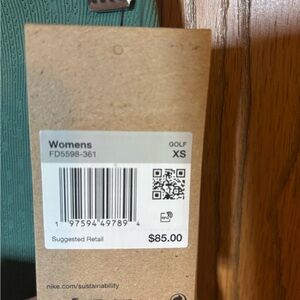 Womens
GOLF
FD5598-361
XS
1 97594 49789 4
Suggested Retail
$85.00
nike.com/sustainability